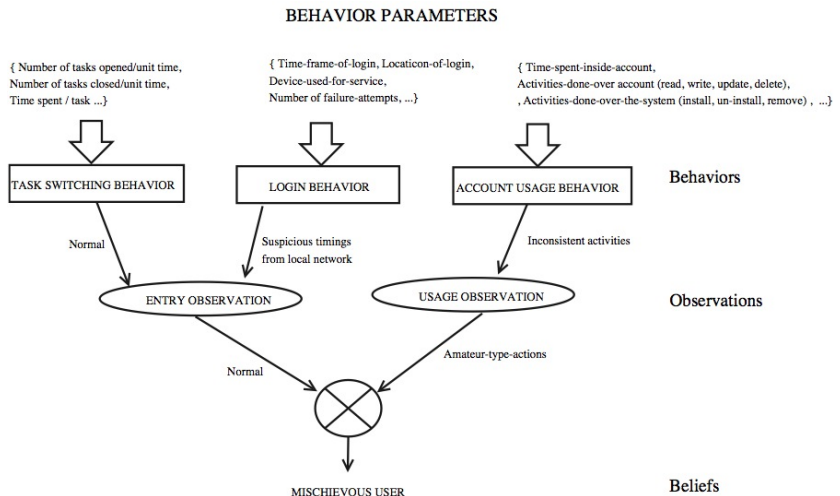 BEHAVIOR PARAMETERS
{ Number of tasks opened/unit time,
Number of tasks closed/unit time,
Time spent / task ...}
{ Time-frame-of-login, Locaticon-of-login,
Device-used-for-service,
Number of failure-attempts, ...}
{ Time-spent-inside-account,
Activities-done-over account (read, write, update, delete),
, Activities-done-over-the-system (install, un-install, remove) , ...}
TASK SWITCHING BEHAVIOR
LOGIN BEHAVIOR
ACCOUNT USAGE BEHAVIOR
Behaviors
Normal
Suspicious timings
from local network
Inconsistent activities
ENTRY OBSERVATION
USAGE OBSERVATION
Observations
Normal
Amateur-type-actions
MISCHIEVOUS USER
Beliefs